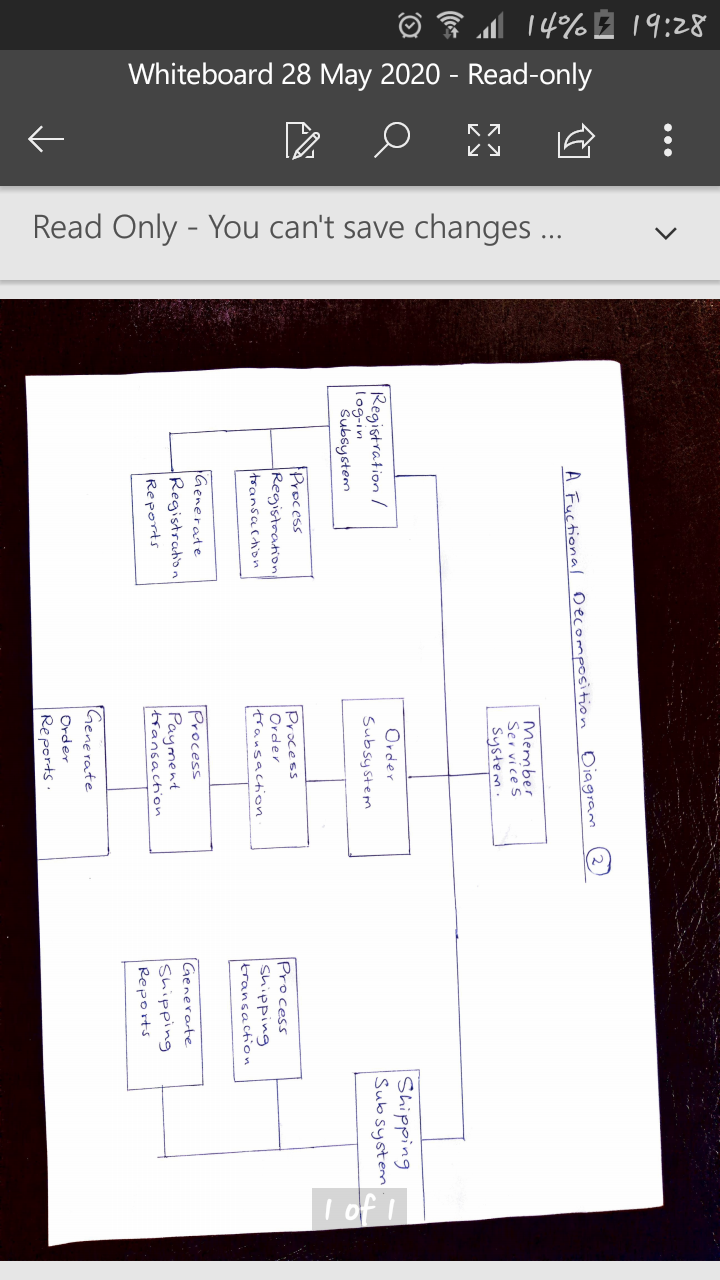 14% 19:28
Whiteboard 28 May 2020 - Read-only
Read Only - You can't save changes ...
A Fuctional Decomposition Diagram 2
Member
Services
System.
Registration /
log-in
Subsystem
Process
Registration
transaction
Generate
Registration
Reports
Order
Subsystem
Process
Order
transaction.
Process
Payment
transaction
Generate
Order
Reports.
Shipping
Subsystem.
Process
Shipping
transaction
Generate
Shipping
Reports
1 of 1